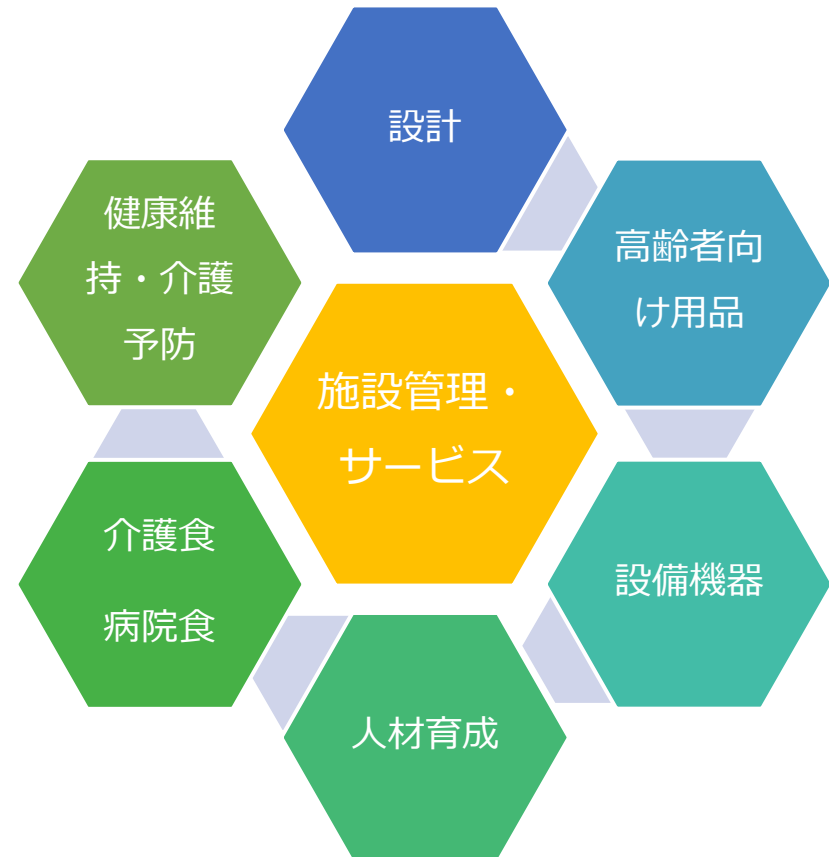 設計
高齢者向
け用品
設備機器
人材育成
介護食
病院食
健康維
持・介護
予防
施設管理・
サービス